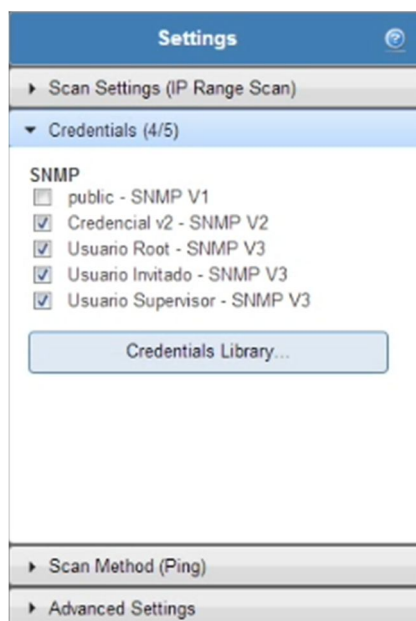 Settings
?
Scan Settings (IP Range Scan)
Credentials (4/5)
SNMP
public - SNMP V1
Credencial v2 - SNMP V2
Usuario Root - SNMP V3
Usuario Invitado - SNMP V3
Usuario Supervisor - SNMP V3
Credentials Library...
Scan Method (Ping)
Advanced Settings